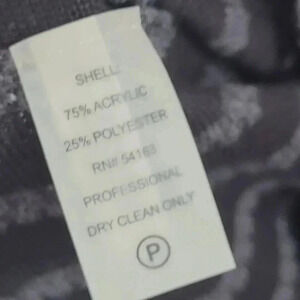 SHELL
75% ACRYLIC
25% POLYESTER
RN# 54163
PROFESSIONAL
DRY CLEAN ONLY
P